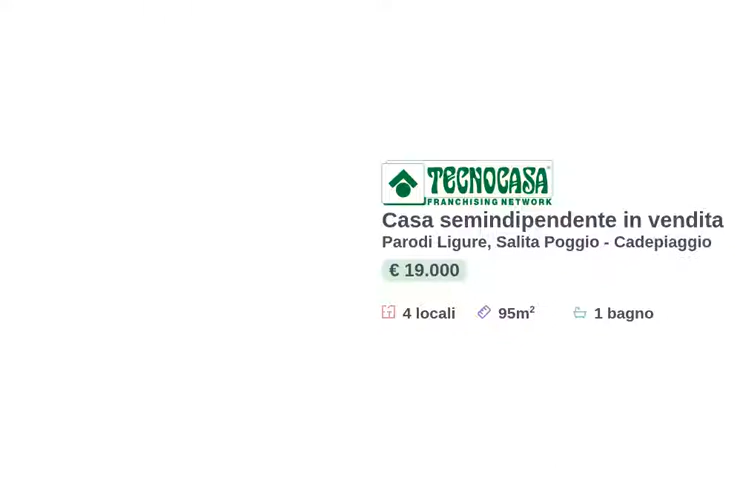 TECNOCASA
FRANCHISING NETWORK
Casa semindipendente in vendita
Parodi Ligure, Salita Poggio - Cadepiaggio
€ 19.000
4 locali 95m² 1 bagno